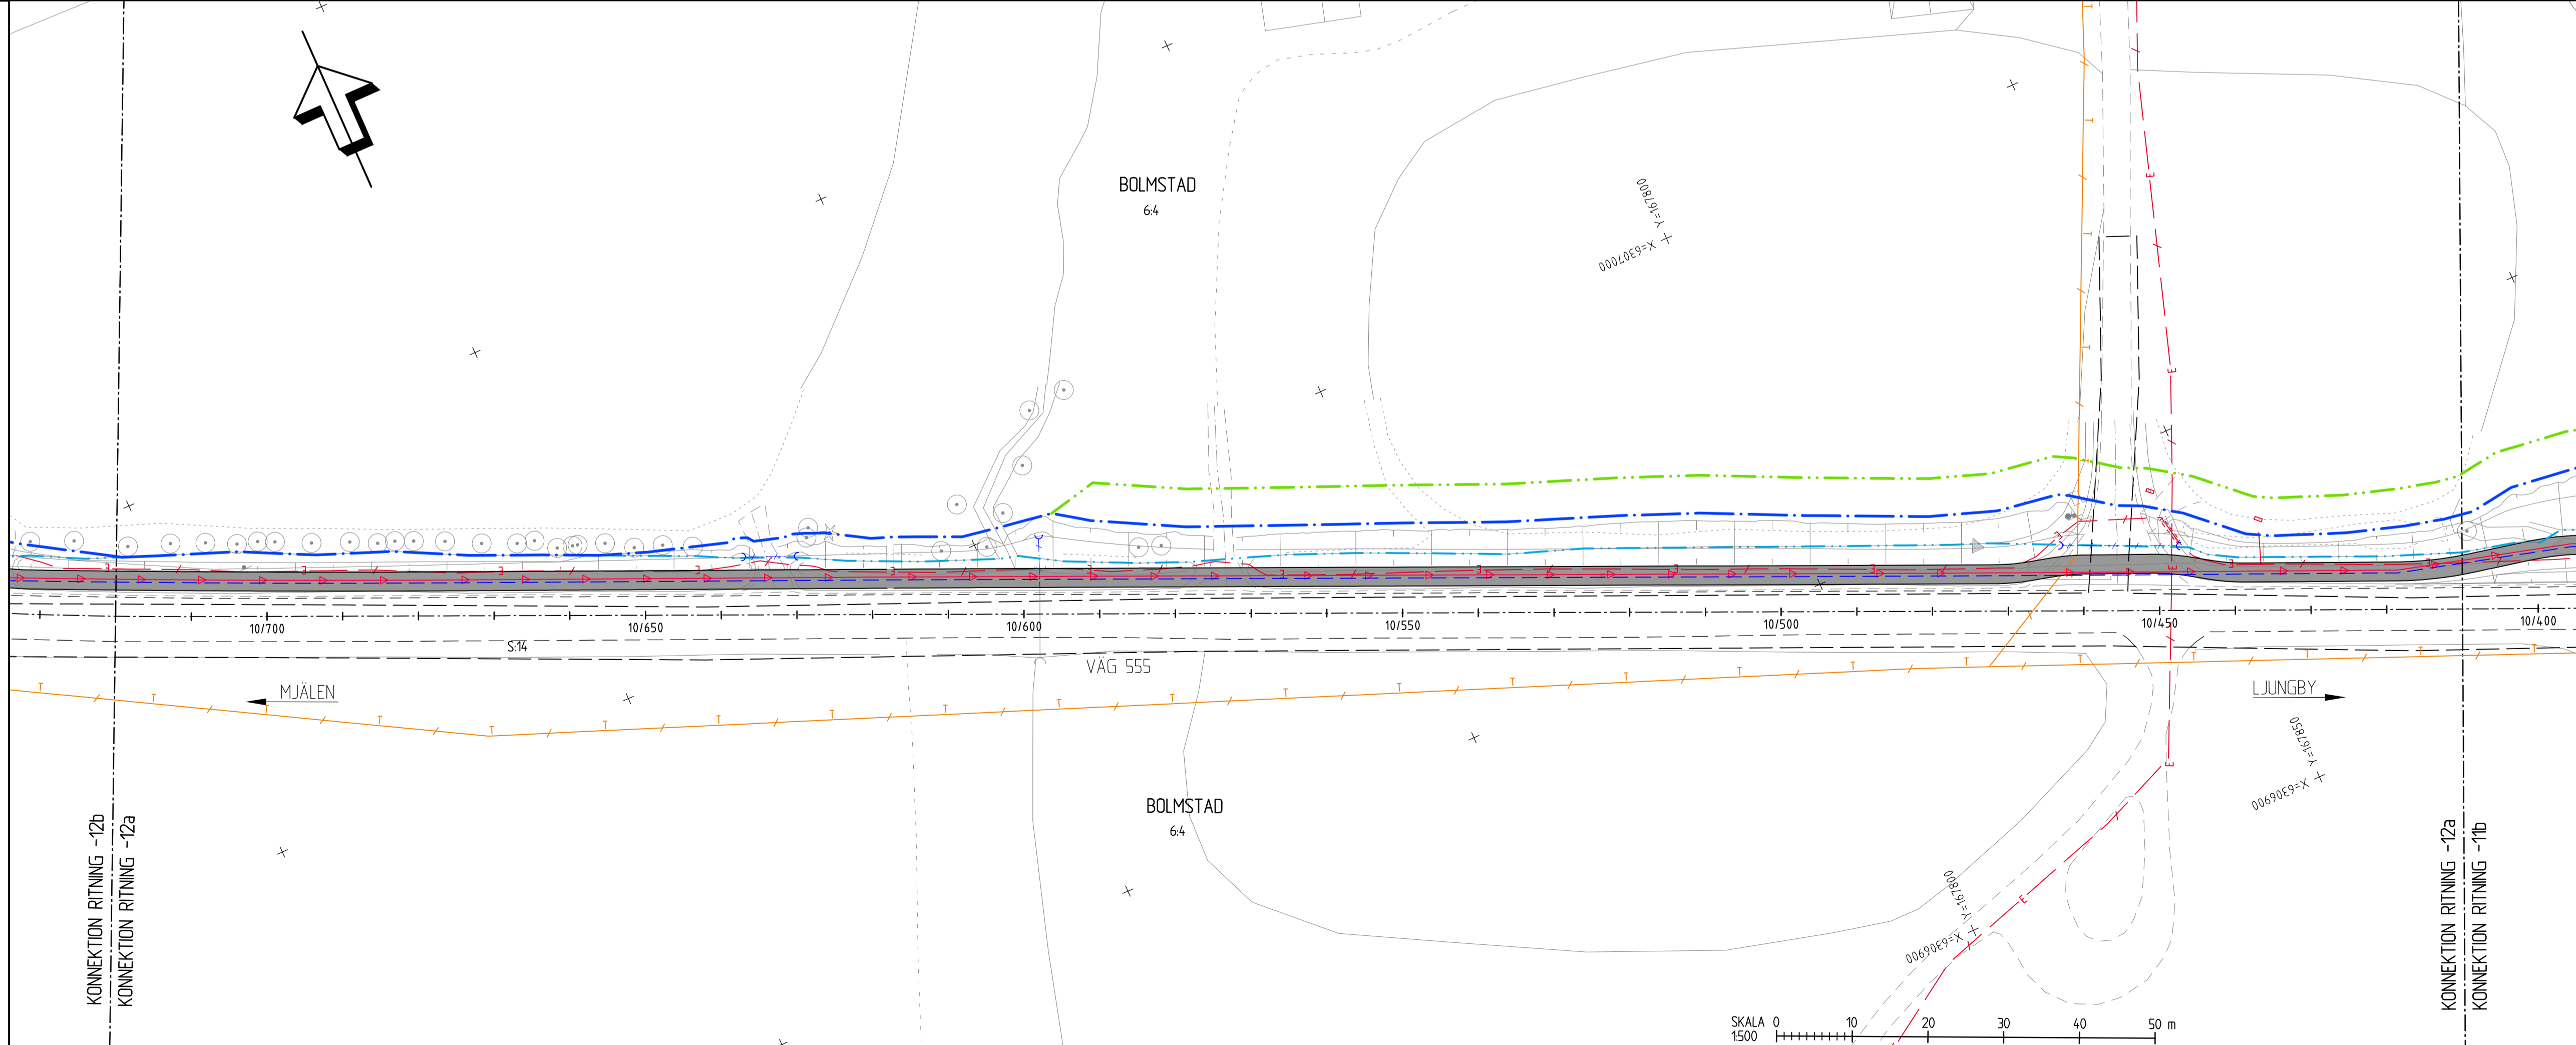 BOLMSTAD
6:4
Y=167800
X=6307000
10/700
10/650
10/600
10/550
10/500
10/450
10/400
S:14
VÄG 555
MJÄLEN
LJUNGBY
Y=167850
X=6306900
BOLMSTAD
6:4
Y=167800
X=6306900
KONNEKTION RITNING -12b
KONNEKTION RITNING -12a
KONNEKTION RITNING -12a
KONNEKTION RITNING -11b
SKALA 0 10 20 30 40 50 m
1:500